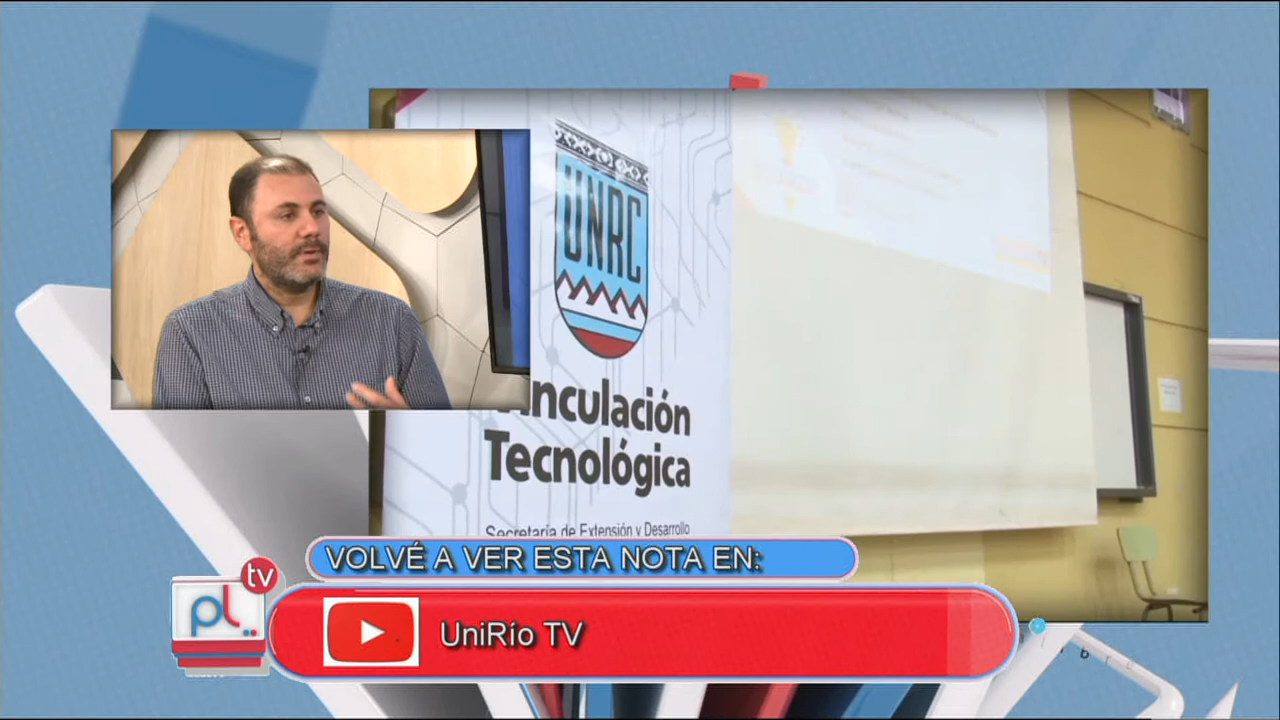 UNRC
Vinculación
Tecnológica
Secretaría de Extensión y Desarrollo
VOLVÉ A VER ESTA NOTA EN:
tv
pl..
UniRío TV